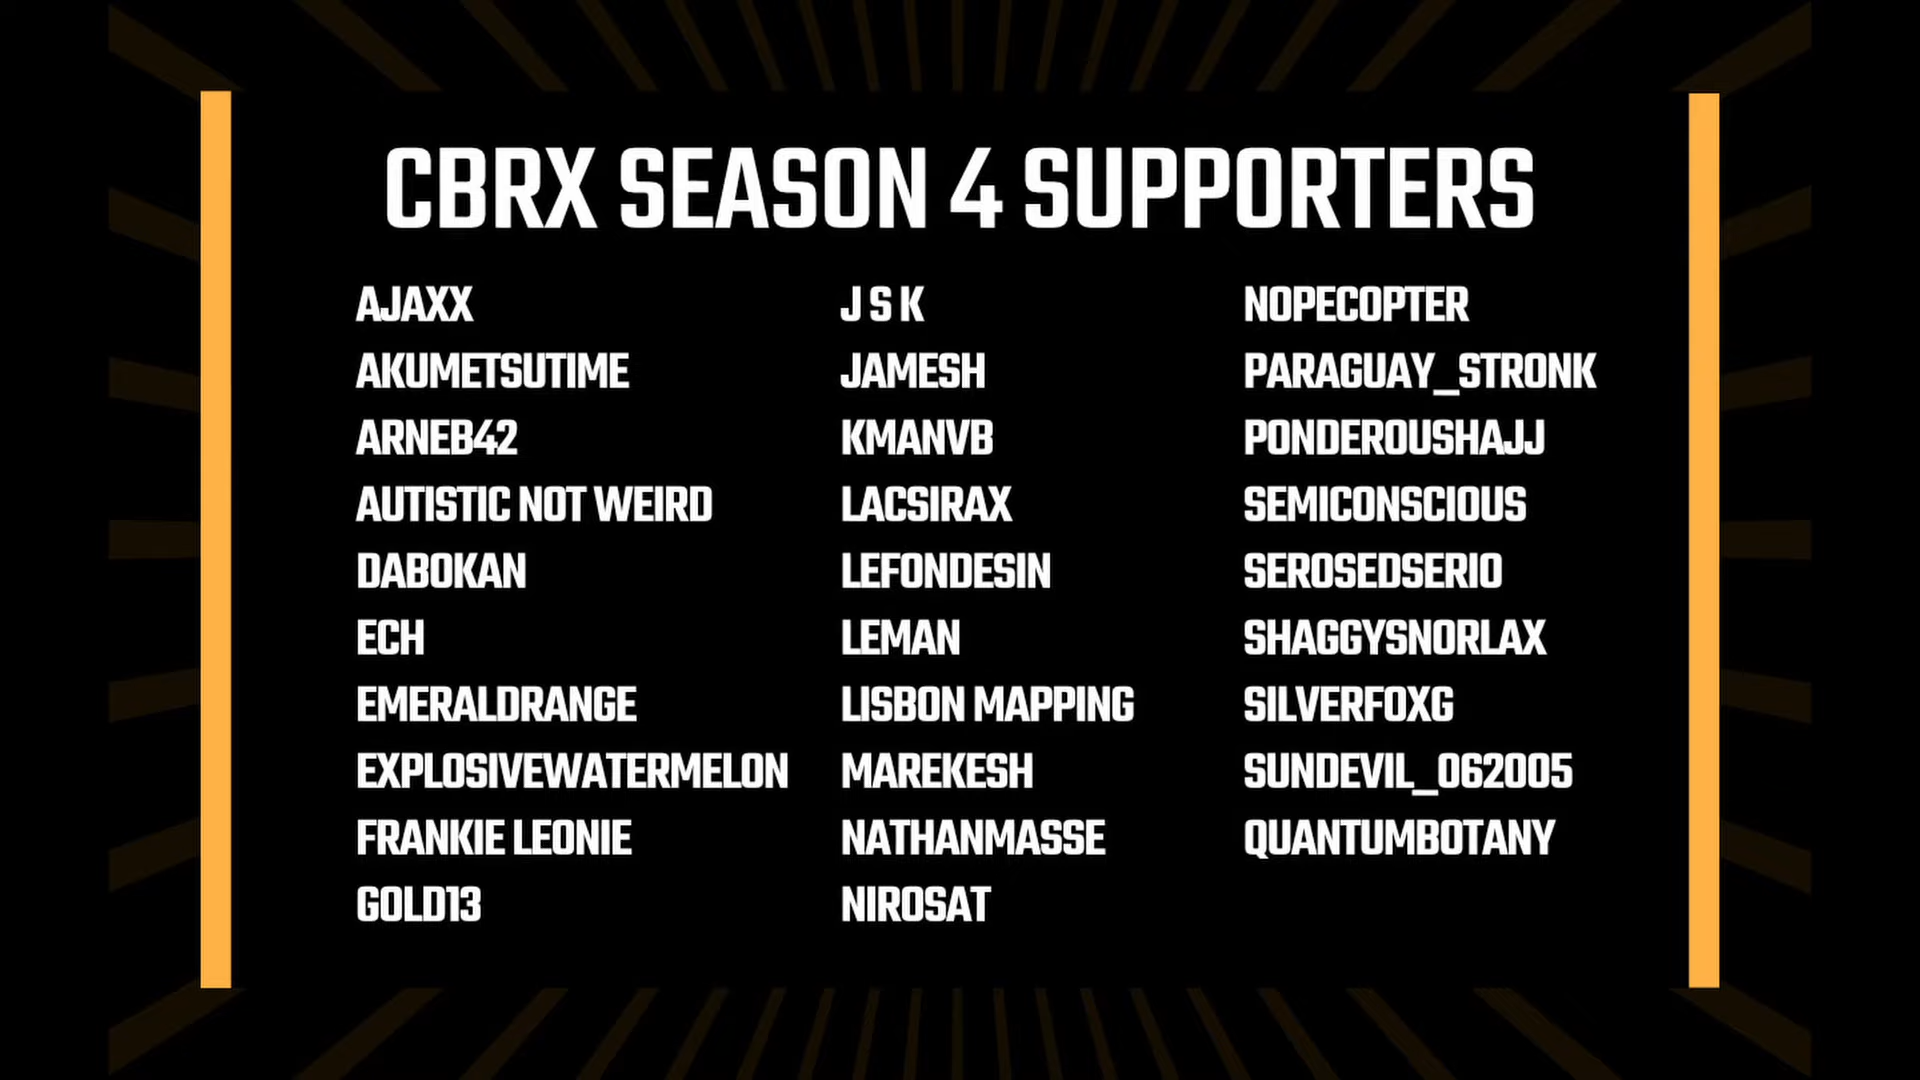 CBRX SEASON 4 SUPPORTERS
AJAXX
AKUMETSUTIME
ARNEB42
AUTISTIC NOT WEIRD
DABOKAN
ECH
EMERALDRANGE
EXPLOSIVEWATERMELON
FRANKIE LEONIE
GOLD13
J S K
JAMESH
KMANVB
LACSIRAX
LEFONDESIN
LEMAN
LISBON MAPPING
MAREKESH
NATHANMASSE
NIROSAT
NOPECOPTER
PARAGUAY_STRONK
PONDEROUSHAJJ
SEMICONSCIOUS
SEROSEDSERIO
SHAGGYSNORLAX
SILVERFOXG
SUNDEVIL_062005
QUANTUMBOTANY